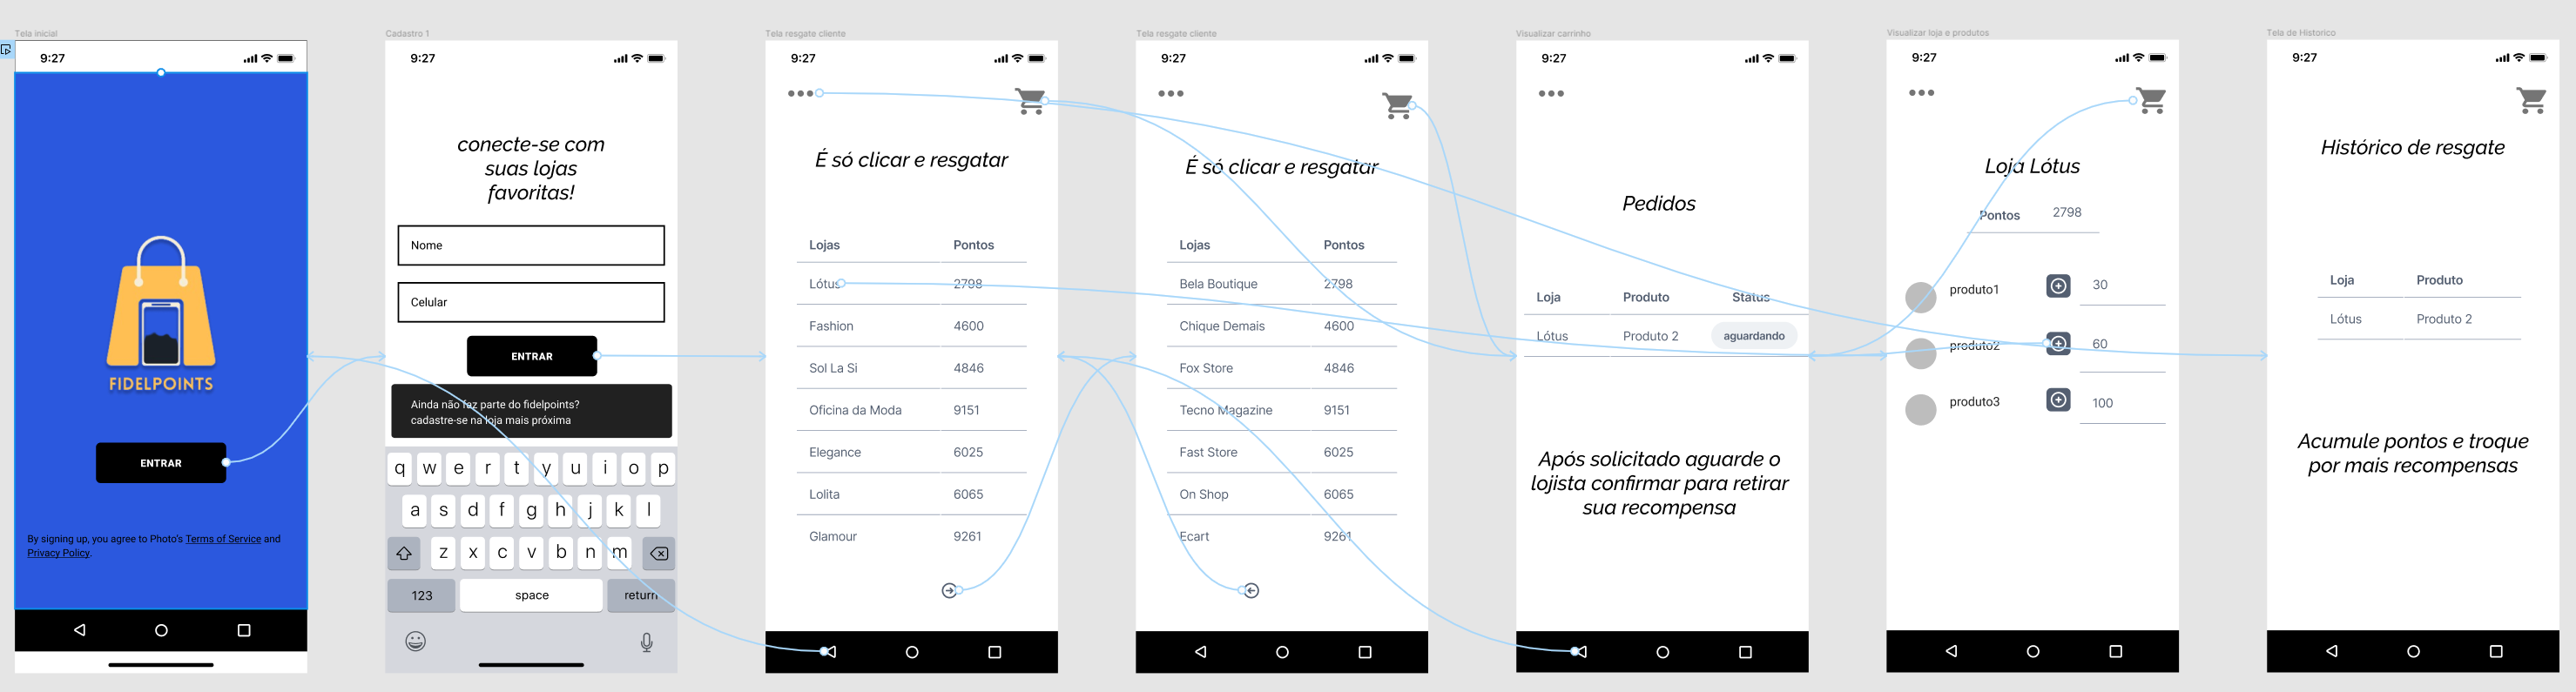 Tela inicial
9:27
FIDELPOINTS
ENTRAR
By signing up, you agree to Photo's Terms of Service and
Privacy Policy.
Cadastro 1
9:27
conecte-se com
suas lojas
favoritas!
Nome
Celular
ENTRAR
Ainda não faz parte do fidelpoints?
cadastre-se na loja mais próxima
q w e r t y u i o p
a s d f g h j k l
z x c v b n m
123 space return
Tela resgate cliente
9:27
É só clicar e resgatar
Lojas Pontos
Lótus 2798
Fashion 4600
Sol La Si 4846
Oficina da Moda 9151
Elegance 6025
Lolita 6065
Glamour 9261
Tela resgate cliente
9:27
É só clicar e resgatar
Lojas Pontos
Bela Boutique 2798
Chique Demais 4600
Fox Store 4846
Tecno Magazine 9151
Fast Store 6025
On Shop 6065
Ecart 9261
Visualizar carrinho
9:27
Pedidos
Loja Produto Status
Lótus Produto 2 aguardando
Após solicitado aguarde o
lojista confirmar para retirar
sua recompensa
Visualizar loja e produtos
9:27
Loja Lótus
Pontos 2798
produto1 30
produto2 60
produto3 100
Tela de Historico
9:27
Histórico de resgate
Loja Produto
Lótus Produto 2
Acumule pontos e troque
por mais recompensas